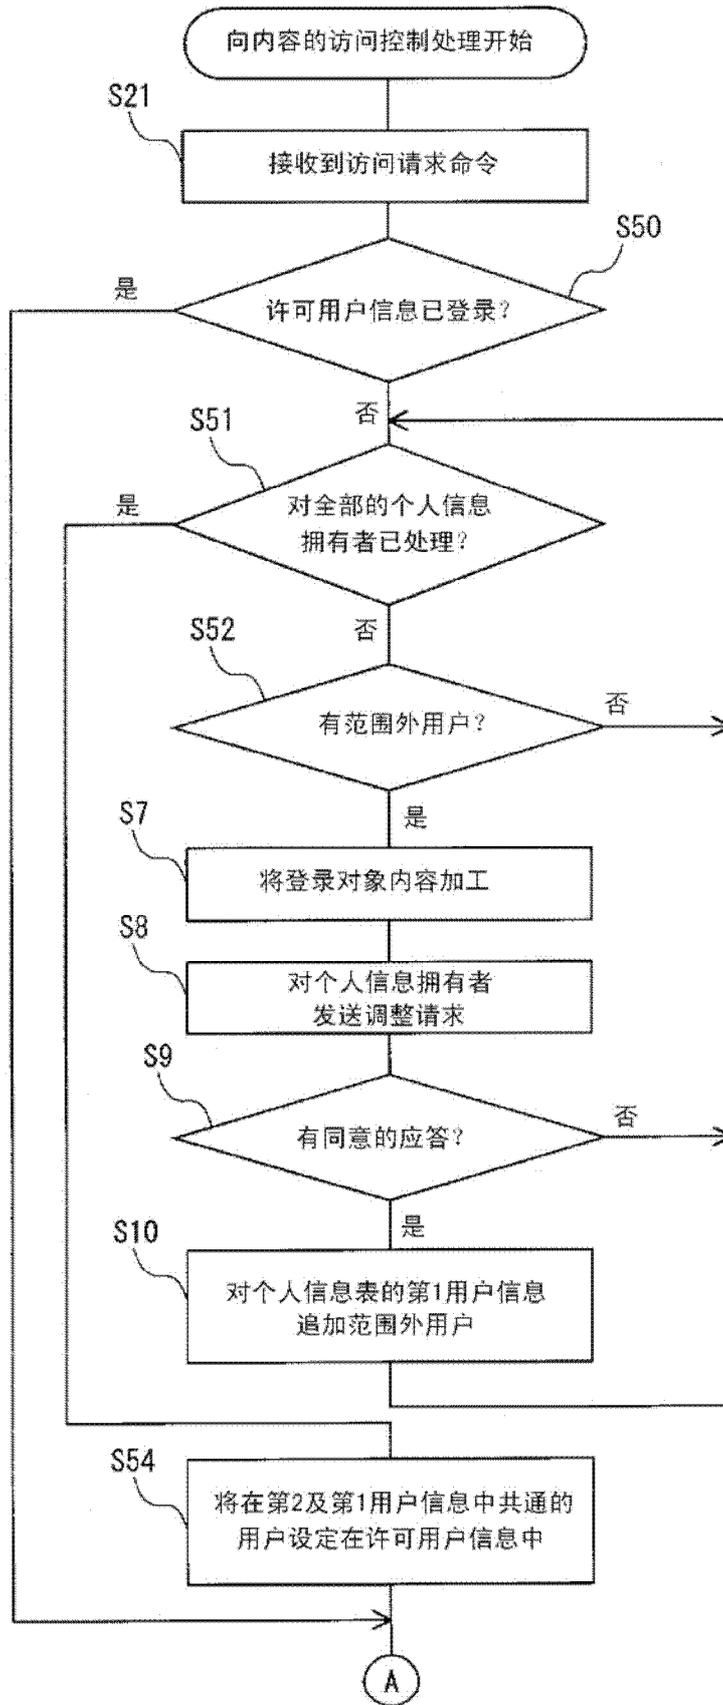 向内容的访问控制处理开始
S21
接收到访问请求命令
S50
是
许可用户信息已登录？
否
S51
是
对全部的个人信息
拥有者已处理？
否
S52
有范围外用户？
否
是
S7
将登录对象内容加工
S8
对个人信息拥有者
发送调整请求
S9
有同意的应答？
否
是
S10
对个人信息表的第1用户信息
追加范围外用户
S54
将在第2及第1用户信息中共通的
用户设定在许可用户信息中
A